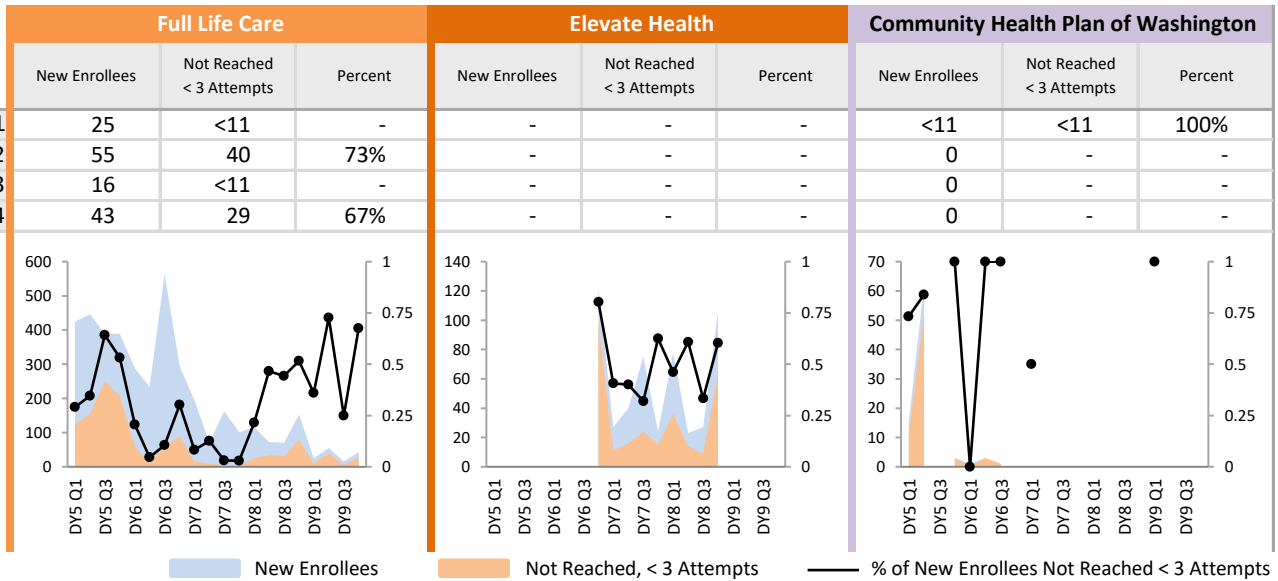 Full Life Care Elevate Health Community Health Plan of Washington
New Enrollees Not Reached < 3 Attempts Percent New Enrollees Not Reached < 3 Attempts Percent New Enrollees Not Reached < 3 Attempts Percent
1 25 <11 - - - - <11 <11 100%
2 55 40 73% - - - 0 - -
3 16 <11 - - - - 0 - -
4 43 29 67% - - - 0 - -
600 1 140 1 70 1
500 120 60
0.75 0.75 0.75
400 100 50
80 40
300 0.5 0.5 0.5
60 30
200 40 20
0.25 0.25 0.25
100 20 10
0 0 0 0 0 0
DY5 Q1 DY5 Q3 DY6 Q1 DY6 Q3 DY7 Q1 DY7 Q3 DY8 Q1 DY8 Q3 DY9 Q1 DY9 Q3
DY5 Q1 DY5 Q3 DY6 Q1 DY6 Q3 DY7 Q1 DY7 Q3 DY8 Q1 DY8 Q3 DY9 Q1 DY9 Q3
DY5 Q1 DY5 Q3 DY6 Q1 DY6 Q3 DY7 Q1 DY7 Q3 DY8 Q1 DY8 Q3 DY9 Q1 DY9 Q3
New Enrollees Not Reached, < 3 Attempts % of New Enrollees Not Reached < 3 Attempts